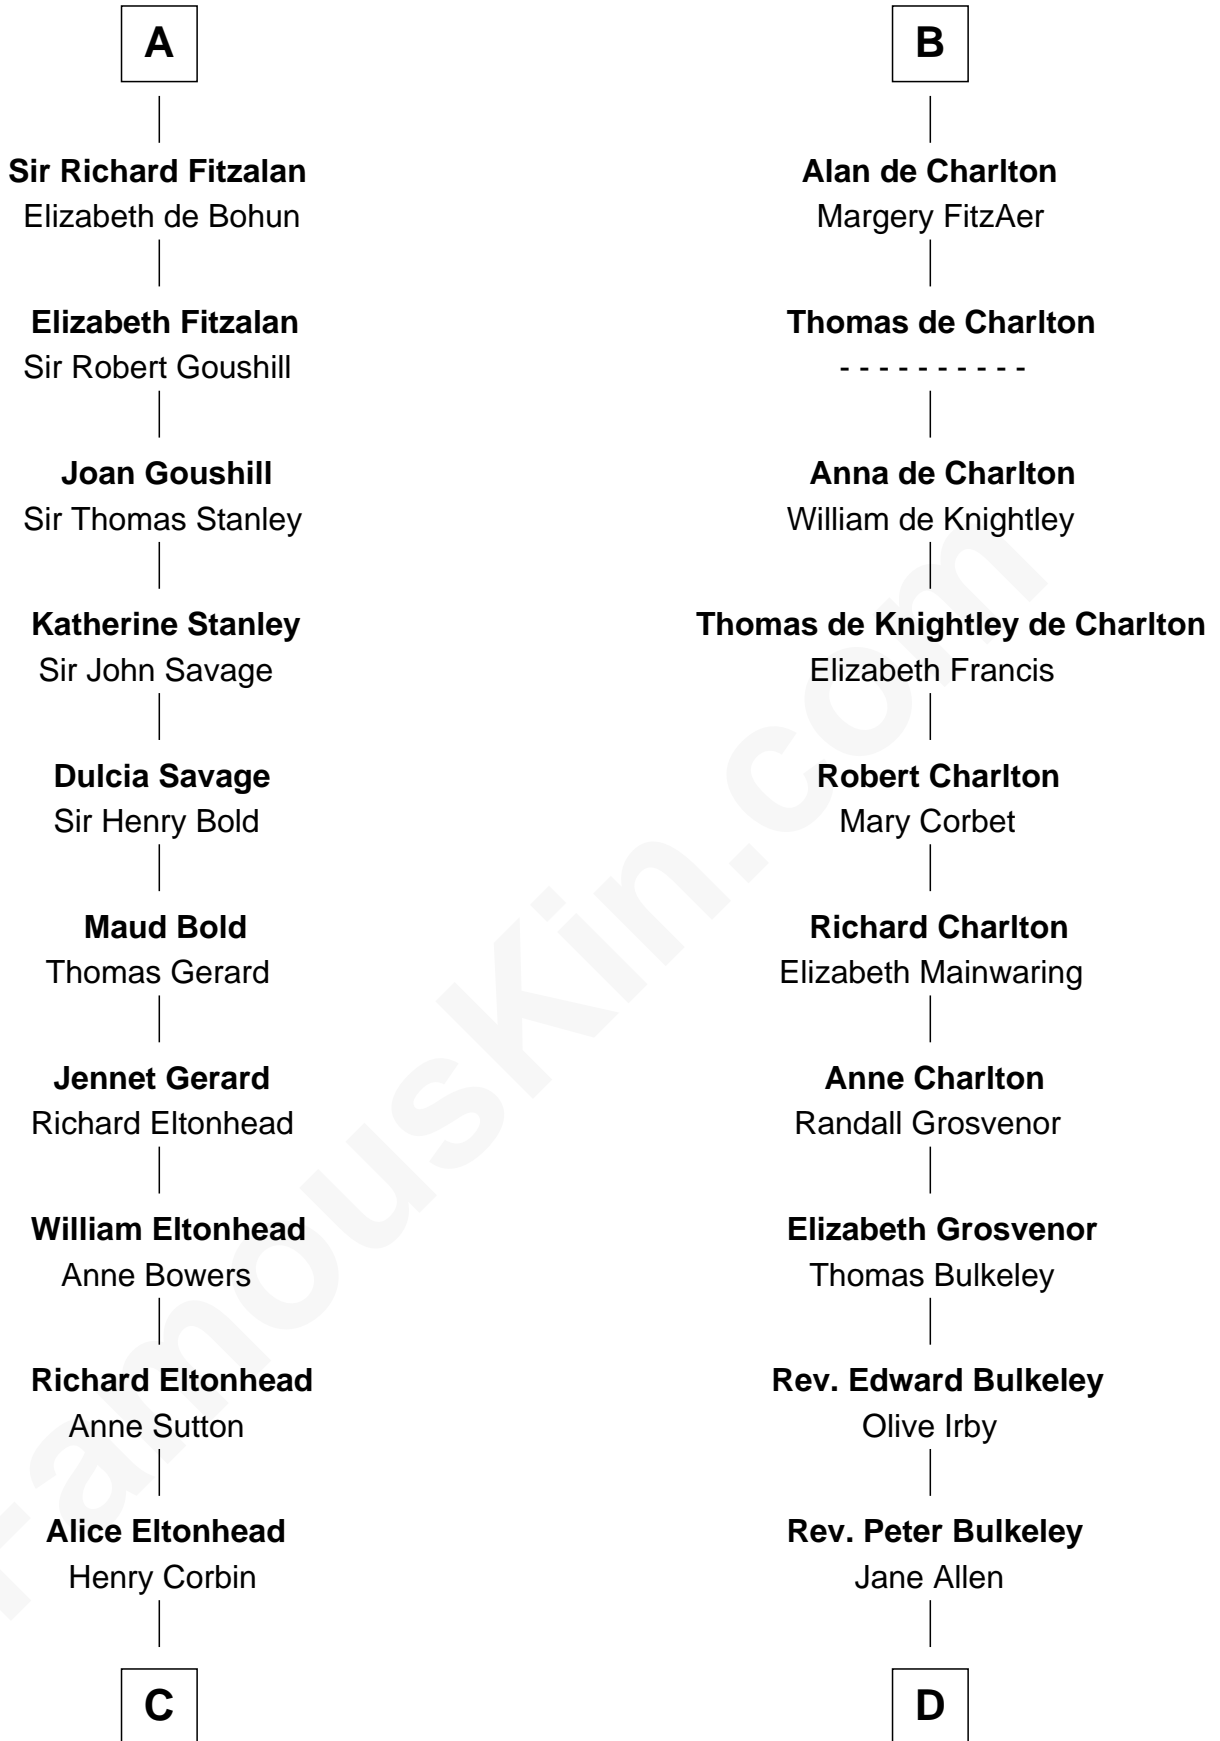 A
Sir Richard Fitzalan
Elizabeth de Bohun
Elizabeth Fitzalan
Sir Robert Goushill
Joan Goushill
Sir Thomas Stanley
Katherine Stanley
Sir John Savage
Dulcia Savage
Sir Henry Bold
Maud Bold
Thomas Gerard
Jennet Gerard
Richard Eltonhead
William Eltonhead
Anne Bowers
Richard Eltonhead
Anne Sutton
Alice Eltonhead
Henry Corbin
C
B
Alan de Charlton
Margery FitzAer
Thomas de Charlton
- - - - - - - - - -
Anna de Charlton
William de Knightley
Thomas de Knightley de Charlton
Elizabeth Francis
Robert Charlton
Mary Corbet
Richard Charlton
Elizabeth Mainwaring
Anne Charlton
Randall Grosvenor
Elizabeth Grosvenor
Thomas Bulkeley
Rev. Edward Bulkeley
Olive Irby
Rev. Peter Bulkeley
Jane Allen
D
FamousKin.com